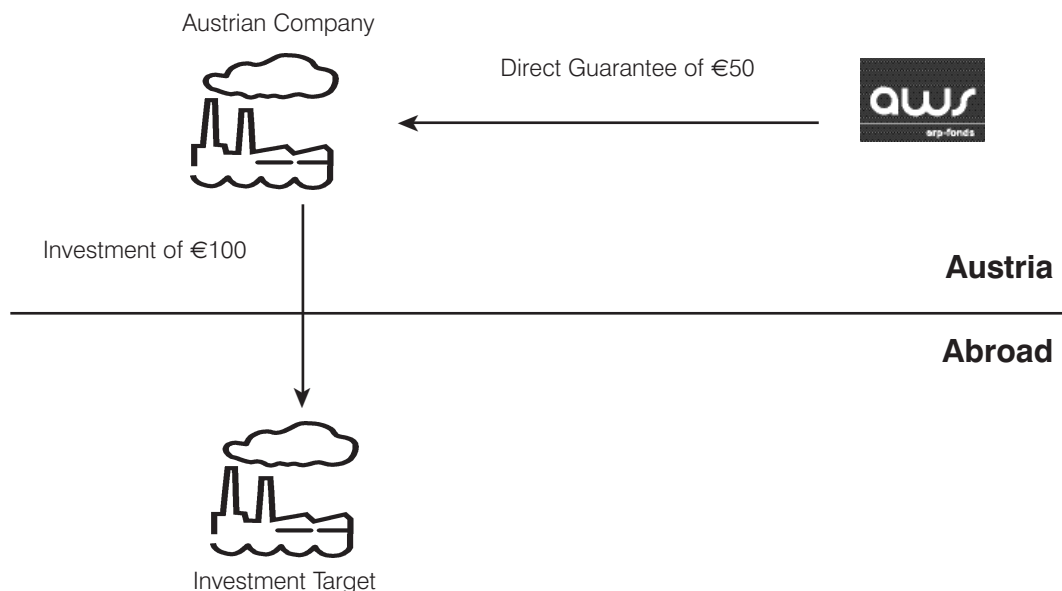 Austrian Company
Direct Guarantee of €50
aws
erp-fonds
Investment of €100
Austria
Abroad
Investment Target